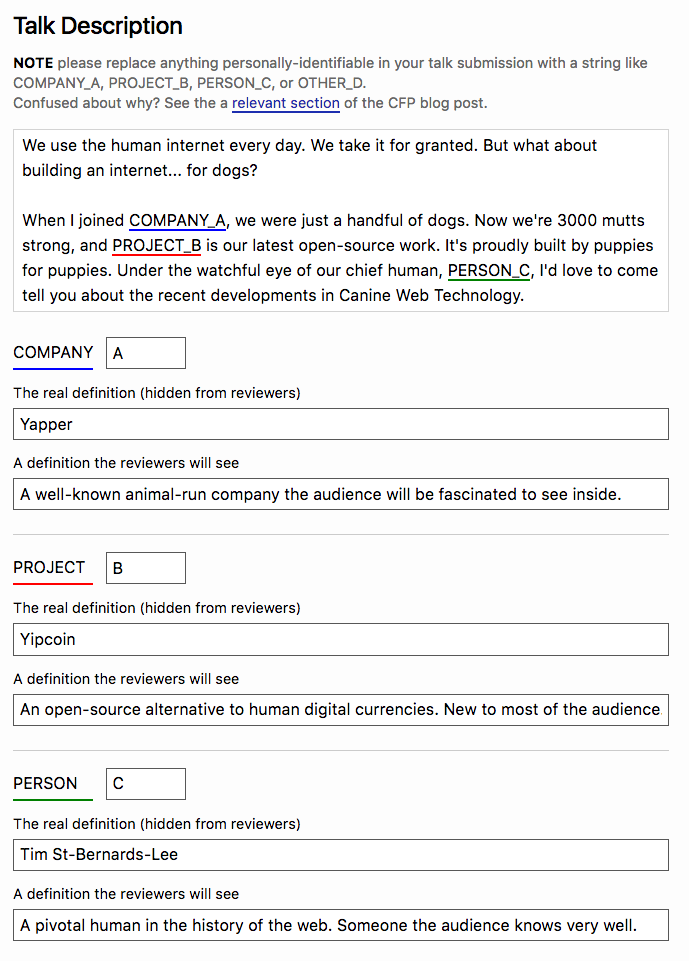 Talk Description
NOTE please replace anything personally-identifiable in your talk submission with a string like
COMPANY_A, PROJECT_B, PERSON_C, or OTHER_D.
Confused about why? See the a relevant section of the CFP blog post.
We use the human internet every day. We take it for granted. But what about
building an internet... for dogs?
When I joined COMPANY_A, we were just a handful of dogs. Now we're 3000 mutts
strong, and PROJECT_B is our latest open-source work. It's proudly built by puppies
for puppies. Under the watchful eye of our chief human, PERSON_C, I'd love to come
tell you about the recent developments in Canine Web Technology.
COMPANY A
The real definition (hidden from reviewers)
Yapper
A definition the reviewers will see
A well-known animal-run company the audience will be fascinated to see inside.
PROJECT B
The real definition (hidden from reviewers)
Yipcoin
A definition the reviewers will see
An open-source alternative to human digital currencies. New to most of the audience
PERSON C
The real definition (hidden from reviewers)
Tim St-Bernards-Lee
A definition the reviewers will see
A pivotal human in the history of the web. Someone the audience knows very well.